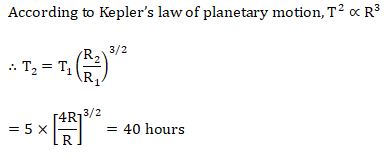 According to Kepler's law of planetary motion, T² ∝ R³
∴ T₂ = T₁ (R₂/R₁)^3/2
= 5 × [4R/R]^3/2 = 40 hours